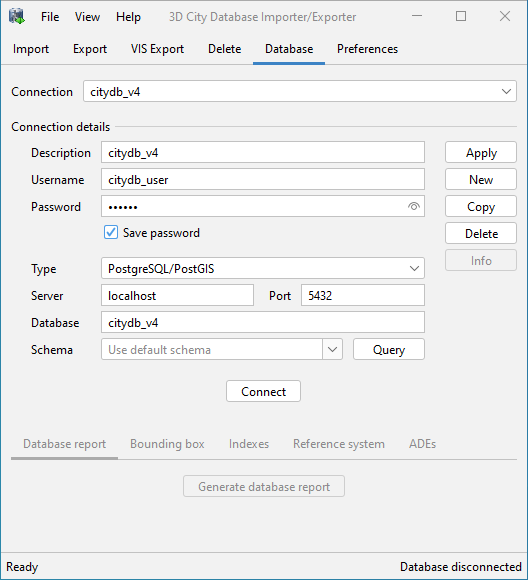 File View Help 3D City Database Importer/Exporter
Import Export VIS Export Delete Database Preferences
Connection citydb_v4
Connection details
Description citydb_v4 Apply
Username citydb_user New
Password •••••• Copy
Save password Delete
Type PostgreSQL/PostGIS Info
Server localhost Port 5432
Database citydb_v4
Schema Use default schema Query
Connect
Database report Bounding box Indexes Reference system ADEs
Generate database report
Ready Database disconnected